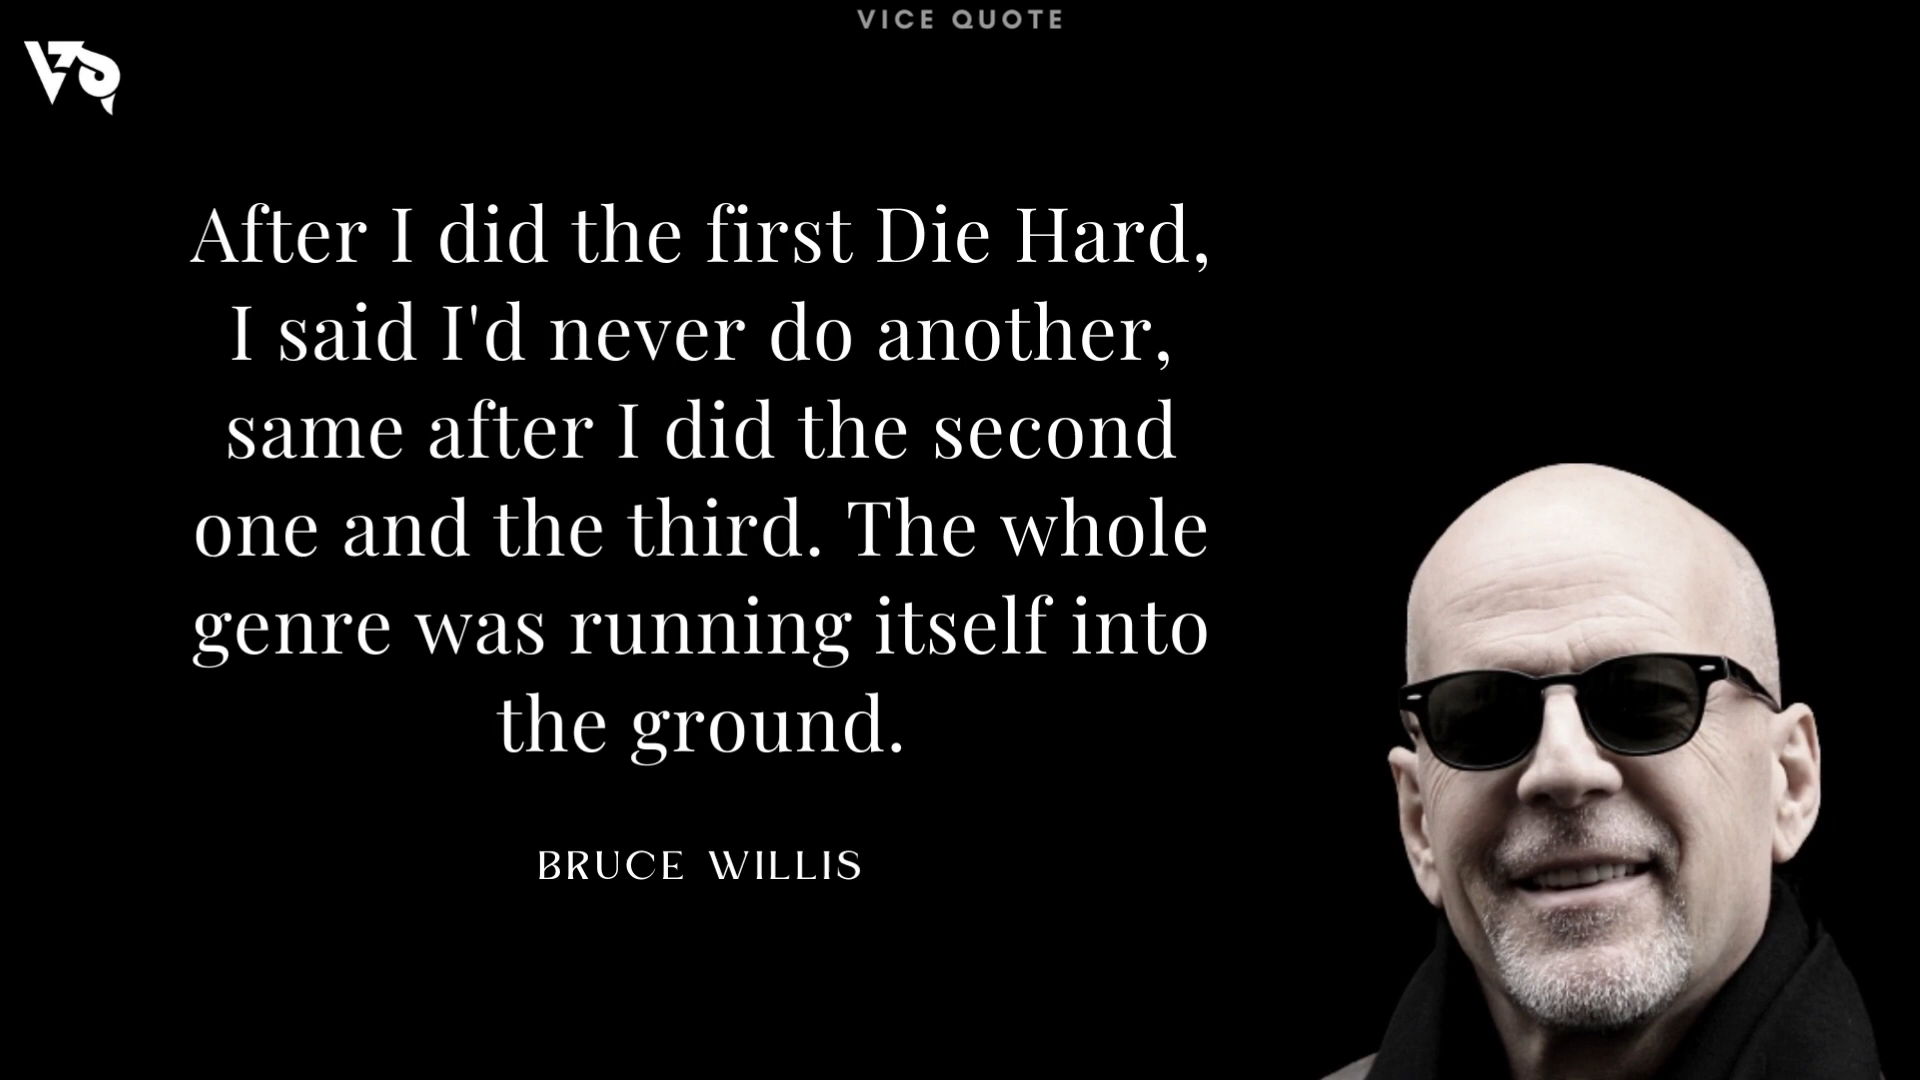 VICE QUOTE
VQ
After I did the first Die Hard,
I said I'd never do another,
same after I did the second
one and the third. The whole
genre was running itself into
the ground.
BRUCE WILLIS